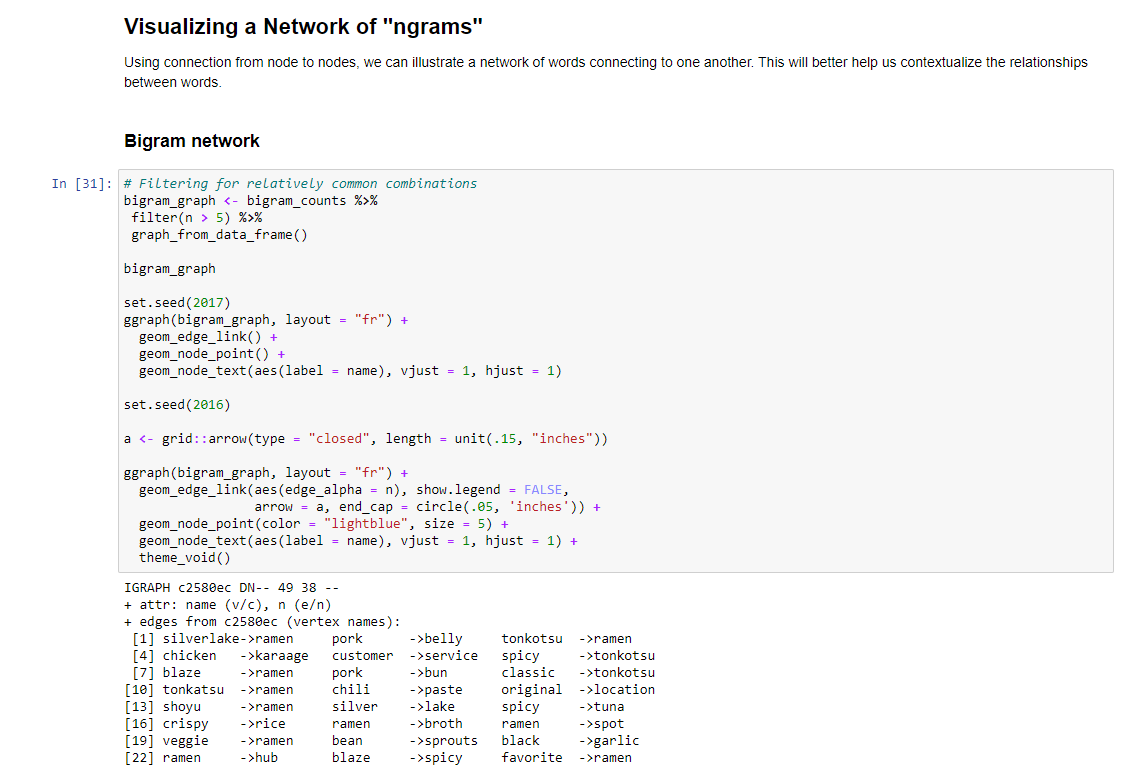 Visualizing a Network of "ngrams"
Using connection from node to nodes, we can illustrate a network of words connecting to one another. This will better help us contextualize the relationships
between words.
Bigram network
In [31]: # Filtering for relatively common combinations
bigram_graph <- bigram_counts %>%
 filter(n > 5) %>%
 graph_from_data_frame()
bigram_graph
set.seed(2017)
ggraph(bigram_graph, layout = "fr") +
  geom_edge_link() +
  geom_node_point() +
  geom_node_text(aes(label = name), vjust = 1, hjust = 1)
set.seed(2016)
a <- grid::arrow(type = "closed", length = unit(.15, "inches"))
ggraph(bigram_graph, layout = "fr") +
  geom_edge_link(aes(edge_alpha = n), show.legend = FALSE,
                 arrow = a, end_cap = circle(.05, 'inches')) +
  geom_node_point(color = "lightblue", size = 5) +
  geom_node_text(aes(label = name), vjust = 1, hjust = 1) +
  theme_void()
IGRAPH c2580ec DN-- 49 38 --
+ attr: name (v/c), n (e/n)
+ edges from c2580ec (vertex names):
 [1] silverlake->ramen     pork      ->belly     tonkotsu  ->ramen
 [4] chicken   ->karaage   customer  ->service   spicy     ->tonkotsu
 [7] blaze     ->ramen     pork      ->bun       classic   ->tonkotsu
[10] tonkatsu  ->ramen     chili     ->paste     original  ->location
[13] shoyu     ->ramen     silver    ->lake      spicy     ->tuna
[16] crispy    ->rice      ramen     ->broth     ramen     ->spot
[19] veggie    ->ramen     bean      ->sprouts   black     ->garlic
[22] ramen     ->hub       blaze     ->spicy     favorite  ->ramen